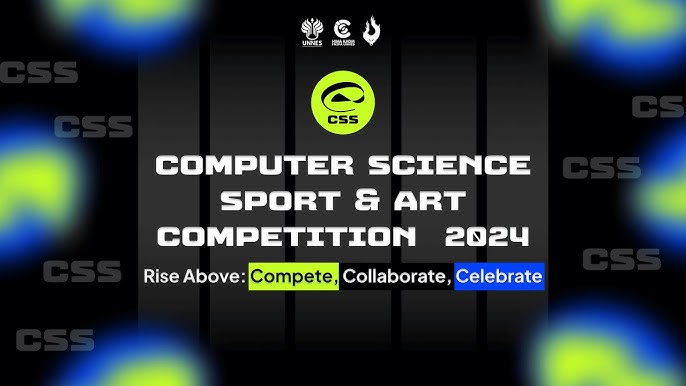 UNNES
CSS
CSS
CSS
COMPUTER SCIENCE
SPORT & ART
COMPETITION 2024
Rise Above: Compete, Collaborate, Celebrate
CSS
CSS
CSS
CSS
CSS